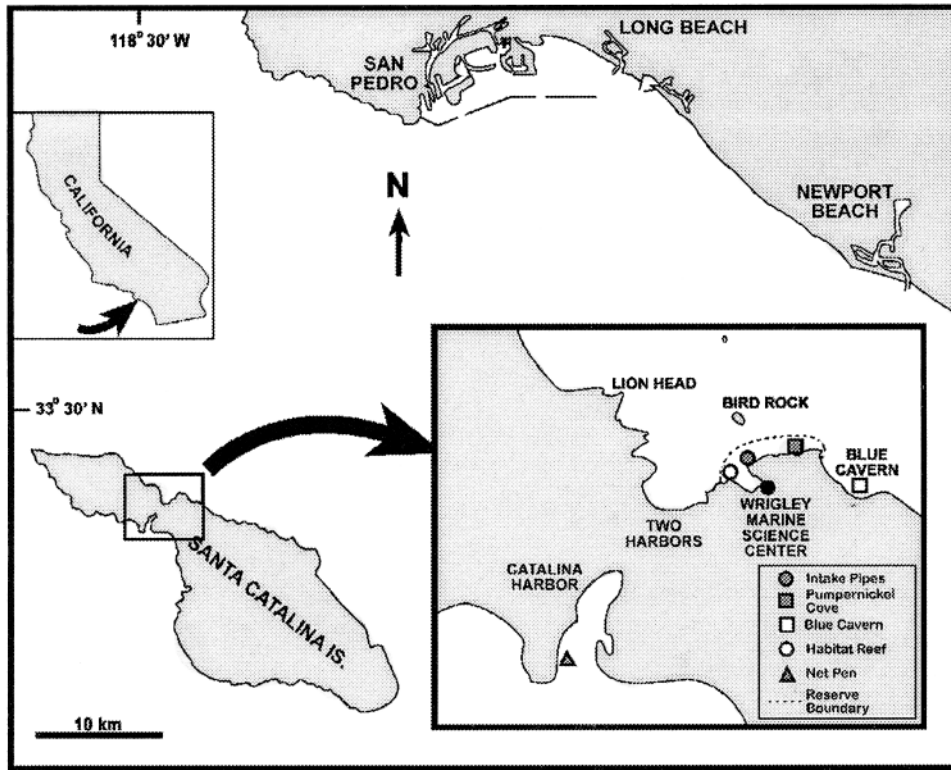 118° 30' W
LONG BEACH
SAN
PEDRO
N
NEWPORT
BEACH
CALIFORNIA
33° 30' N
SANTA CATALINA IS.
10 km
LION HEAD
BIRD ROCK
BLUE
CAVERN
TWO
HARBORS
WRIGLEY
MARINE
SCIENCE
CENTER
CATALINA
HARBOR
Intake Pipes
Pumpernickel
Cove
Blue Cavern
Habitat Reef
Net Pen
Reserve
Boundary